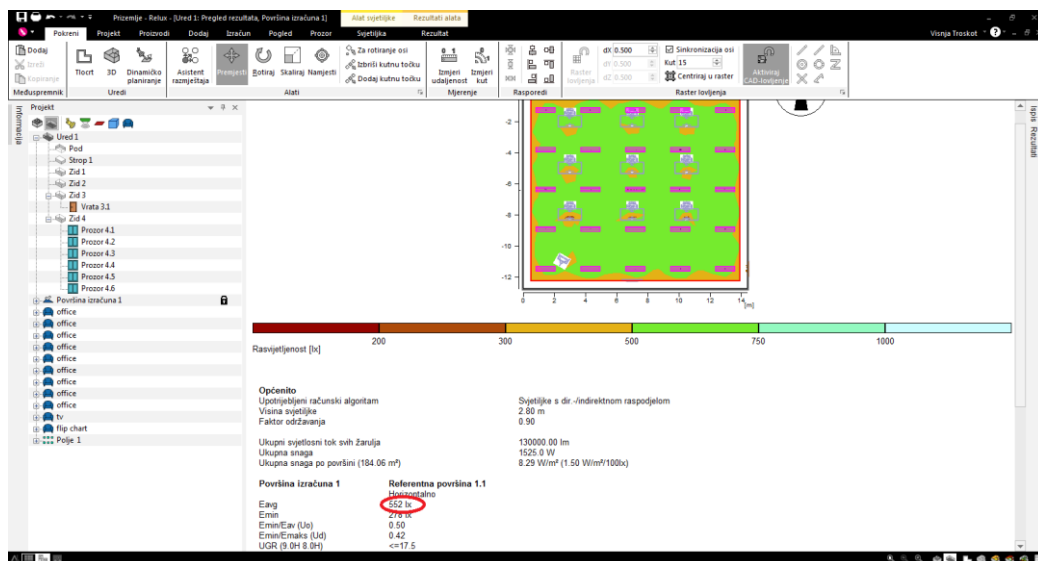 Prizemlje - Relux - [Ured 1: Pregled rezultata, Površina izračuna 1]
Alat svjetiljke
Rezultati alata
Pokreni Projekt Proizvodi Dodaj Izračun Pogled Prozor Svjetiljka Rezultat
Visnja Troskot
Dodaj
Izreži
Kopiranje
Međuspremnik
Tlocrt
3D
Dinamičko planiranje
Uredi
Asistent razmještaja
Premjesti
Rotiraj
Skaliraj
Namjesti
Za rotiranje osi
Izbriši kutnu točku
Dodaj kutnu točku
Alati
Izmjeri udaljenost
Izmjeri kut
Mjerenje
Rasporedi
Raster lovljenja
dX 0.500
dY 0.500
dZ 0.500
Sinkronizacija osi
Kut 15
Centriraj u raster
Aktiviraj CAD-lovljenje
Raster lovljenja
Informacija
Projekt
Ured 1
Pod
Strop 1
Zid 1
Zid 2
Zid 3
Vrata 3.1
Zid 4
Prozor 4.1
Prozor 4.2
Prozor 4.3
Prozor 4.4
Prozor 4.5
Prozor 4.6
Površina izračuna 1
office
office
office
office
office
office
office
office
office
tv
flip chart
Polje 1
Ispis Rezultati
-2
-4
-6
-8
-10
-12
0 2 4 6 8 10 12 14 [m]
200 300 500 750 1000
Rasvijetljenost [lx]
Općenito
Upotrijebljeni računski algoritam Svjetiljke s dir.-/indirektnom raspodjelom
Visina svjetiljke 2.80 m
Faktor održavanja 0.90
Ukupni svjetlosni tok svih žarulja 130000.00 lm
Ukupna snaga 1525.0 W
Ukupna snaga po površini (184.06 m²) 8.29 W/m² (1.50 W/m²/100lx)
Površina izračuna 1 Referentna površina 1.1
Horizontalno
Eavg 552 lx
Emin 278 lx
Emin/Eav (Uo) 0.50
Emin/Emaks (Ud) 0.42
UGR (9.0H 8.0H) <=17.5